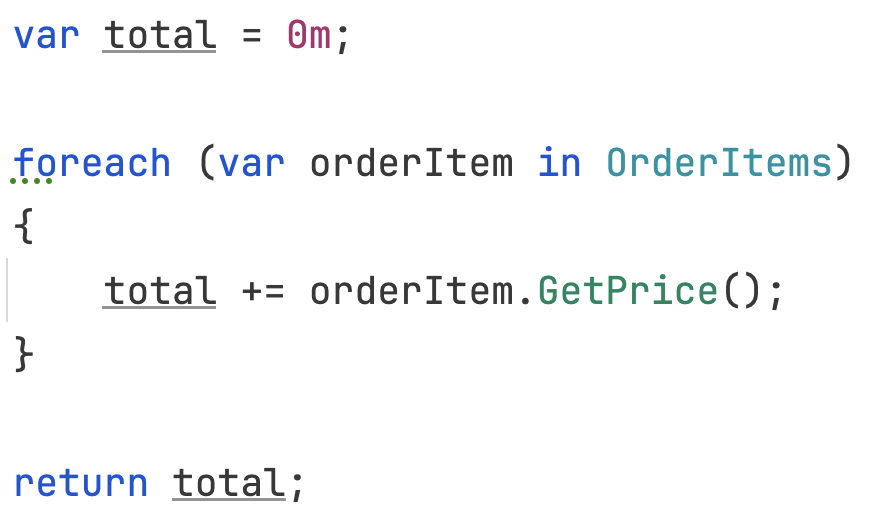 var total = 0m;
foreach (var orderItem in OrderItems)
{
    total += orderItem.GetPrice();
}
return total;